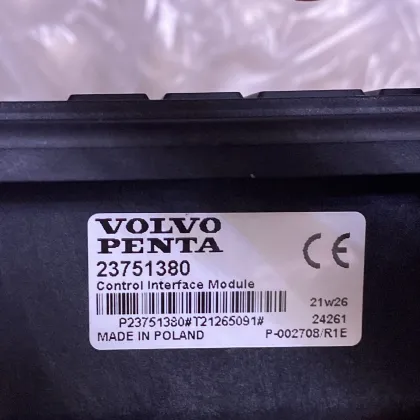 VOLVO
PENTA
23751380
Control Interface Module
CE
21w26
P23751380#T21265091# 24261
MADE IN POLAND P-002708/R1E